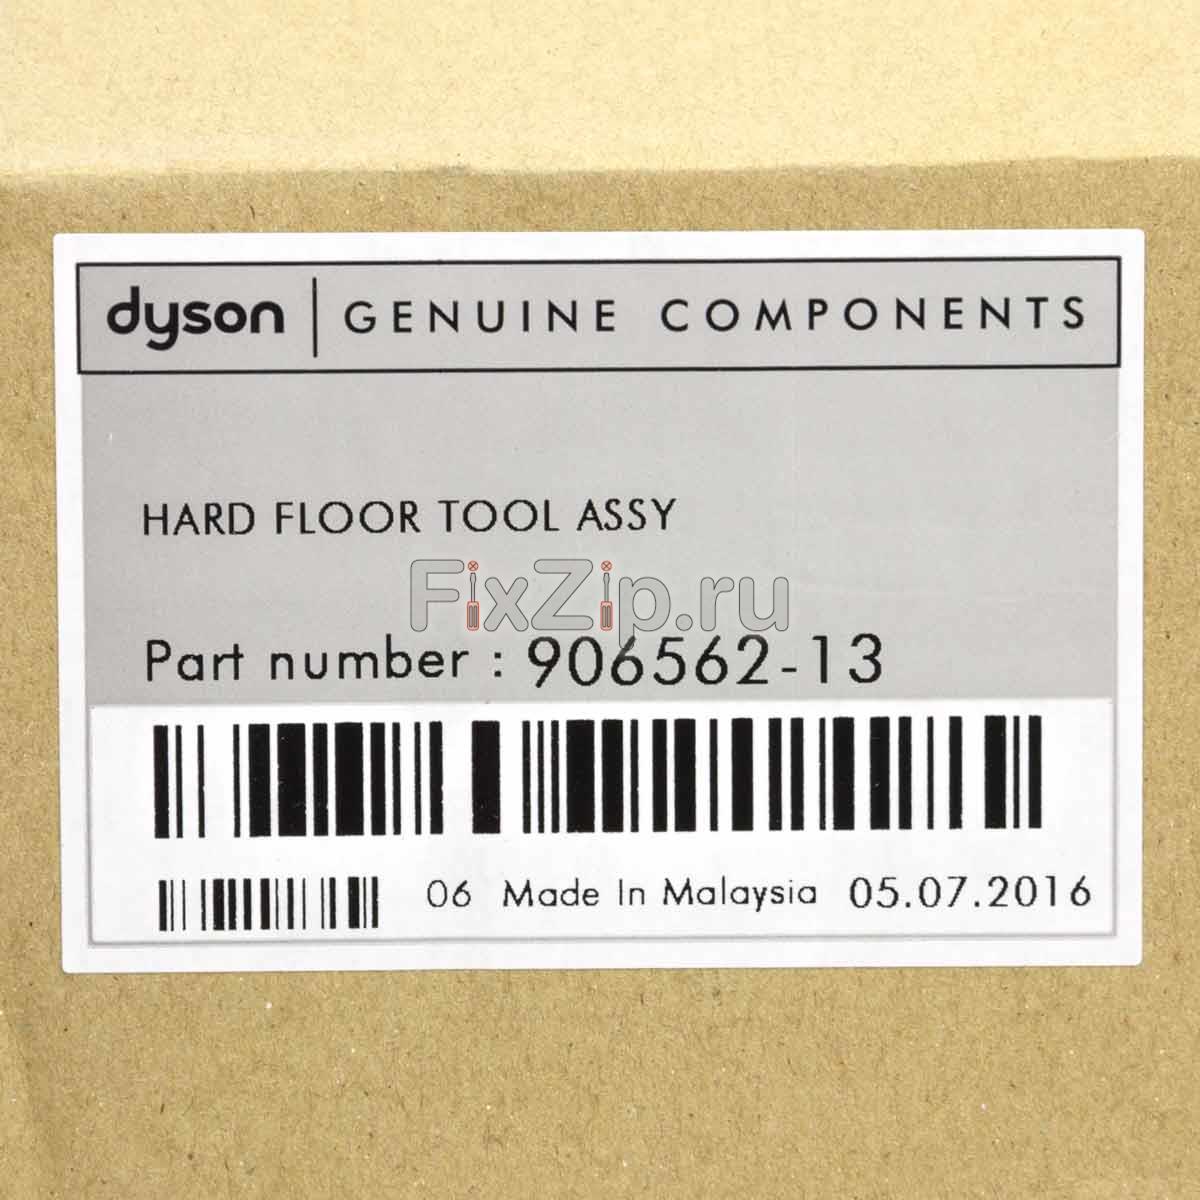 dyson | GENUINE COMPONENTS
HARD FLOOR TOOL ASSY
FixZip.ru
Part number : 906562-13
06 Made In Malaysia 05.07.2016